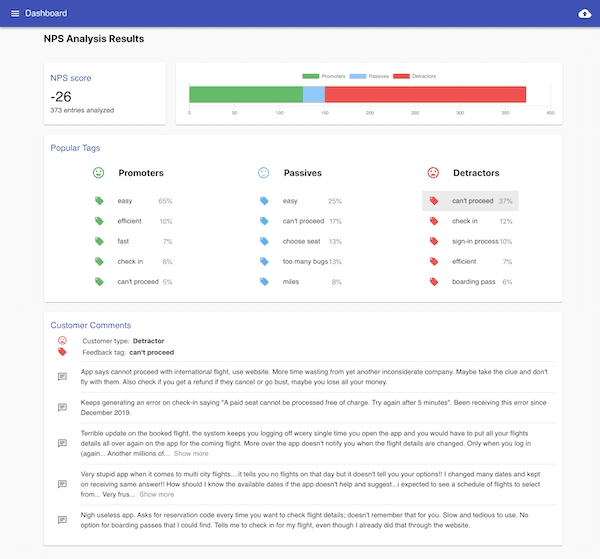 Dashboard
NPS Analysis Results
NPS score
-26
373 entries analyzed
Promoters Passives Detractors
0 50 100 150 200 250 300 350 400
Popular Tags
Promoters Passives Detractors
easy 65% easy 25% can't proceed 37%
efficient 10% can't proceed 17% check in 12%
fast 7% choose seat 13% sign-in process 10%
check in 6% too many bugs 13% efficient 7%
can't proceed 5% miles 8% boarding pass 6%
Customer Comments
Customer type: Detractor
Feedback tag: can't proceed
App says cannot proceed with international flight, use website. More time wasting from yet another inconsiderate company. Maybe take the clue and don't
fly with them. Also check if you get a refund if they cancel or go bust, maybe you lose all your money.
Keeps generating an error on check-in saying "A paid seat cannot be processed free of charge. Try again after 5 minutes". Been receiving this error since
December 2019.
Terrible update on the booked flight, the system keeps you logging off wcery single time you open the app and you would have to put all your flights
details all over again on the app for the coming flight. More over the app doesn't notify you when the flight details are changed. Only when you log in
(again... Another millions of... Show more
Very stupid app when it comes to multi city flights....it tells you no flights on that day but it doesn't tell you your options!! I changed many dates and kept
on receiving same answer!! How should I know the available dates if the app doesn't help and suggest...i expected to see a schedule of flights to select
from... Very frus... Show more
Nigh useless app. Asks for reservation code every time you want to check flight details; doesn't remember that for you. Slow and tedious to use. No
option for boarding passes that I could find. Tells me to check in for my flight, even though I already did that through the website.